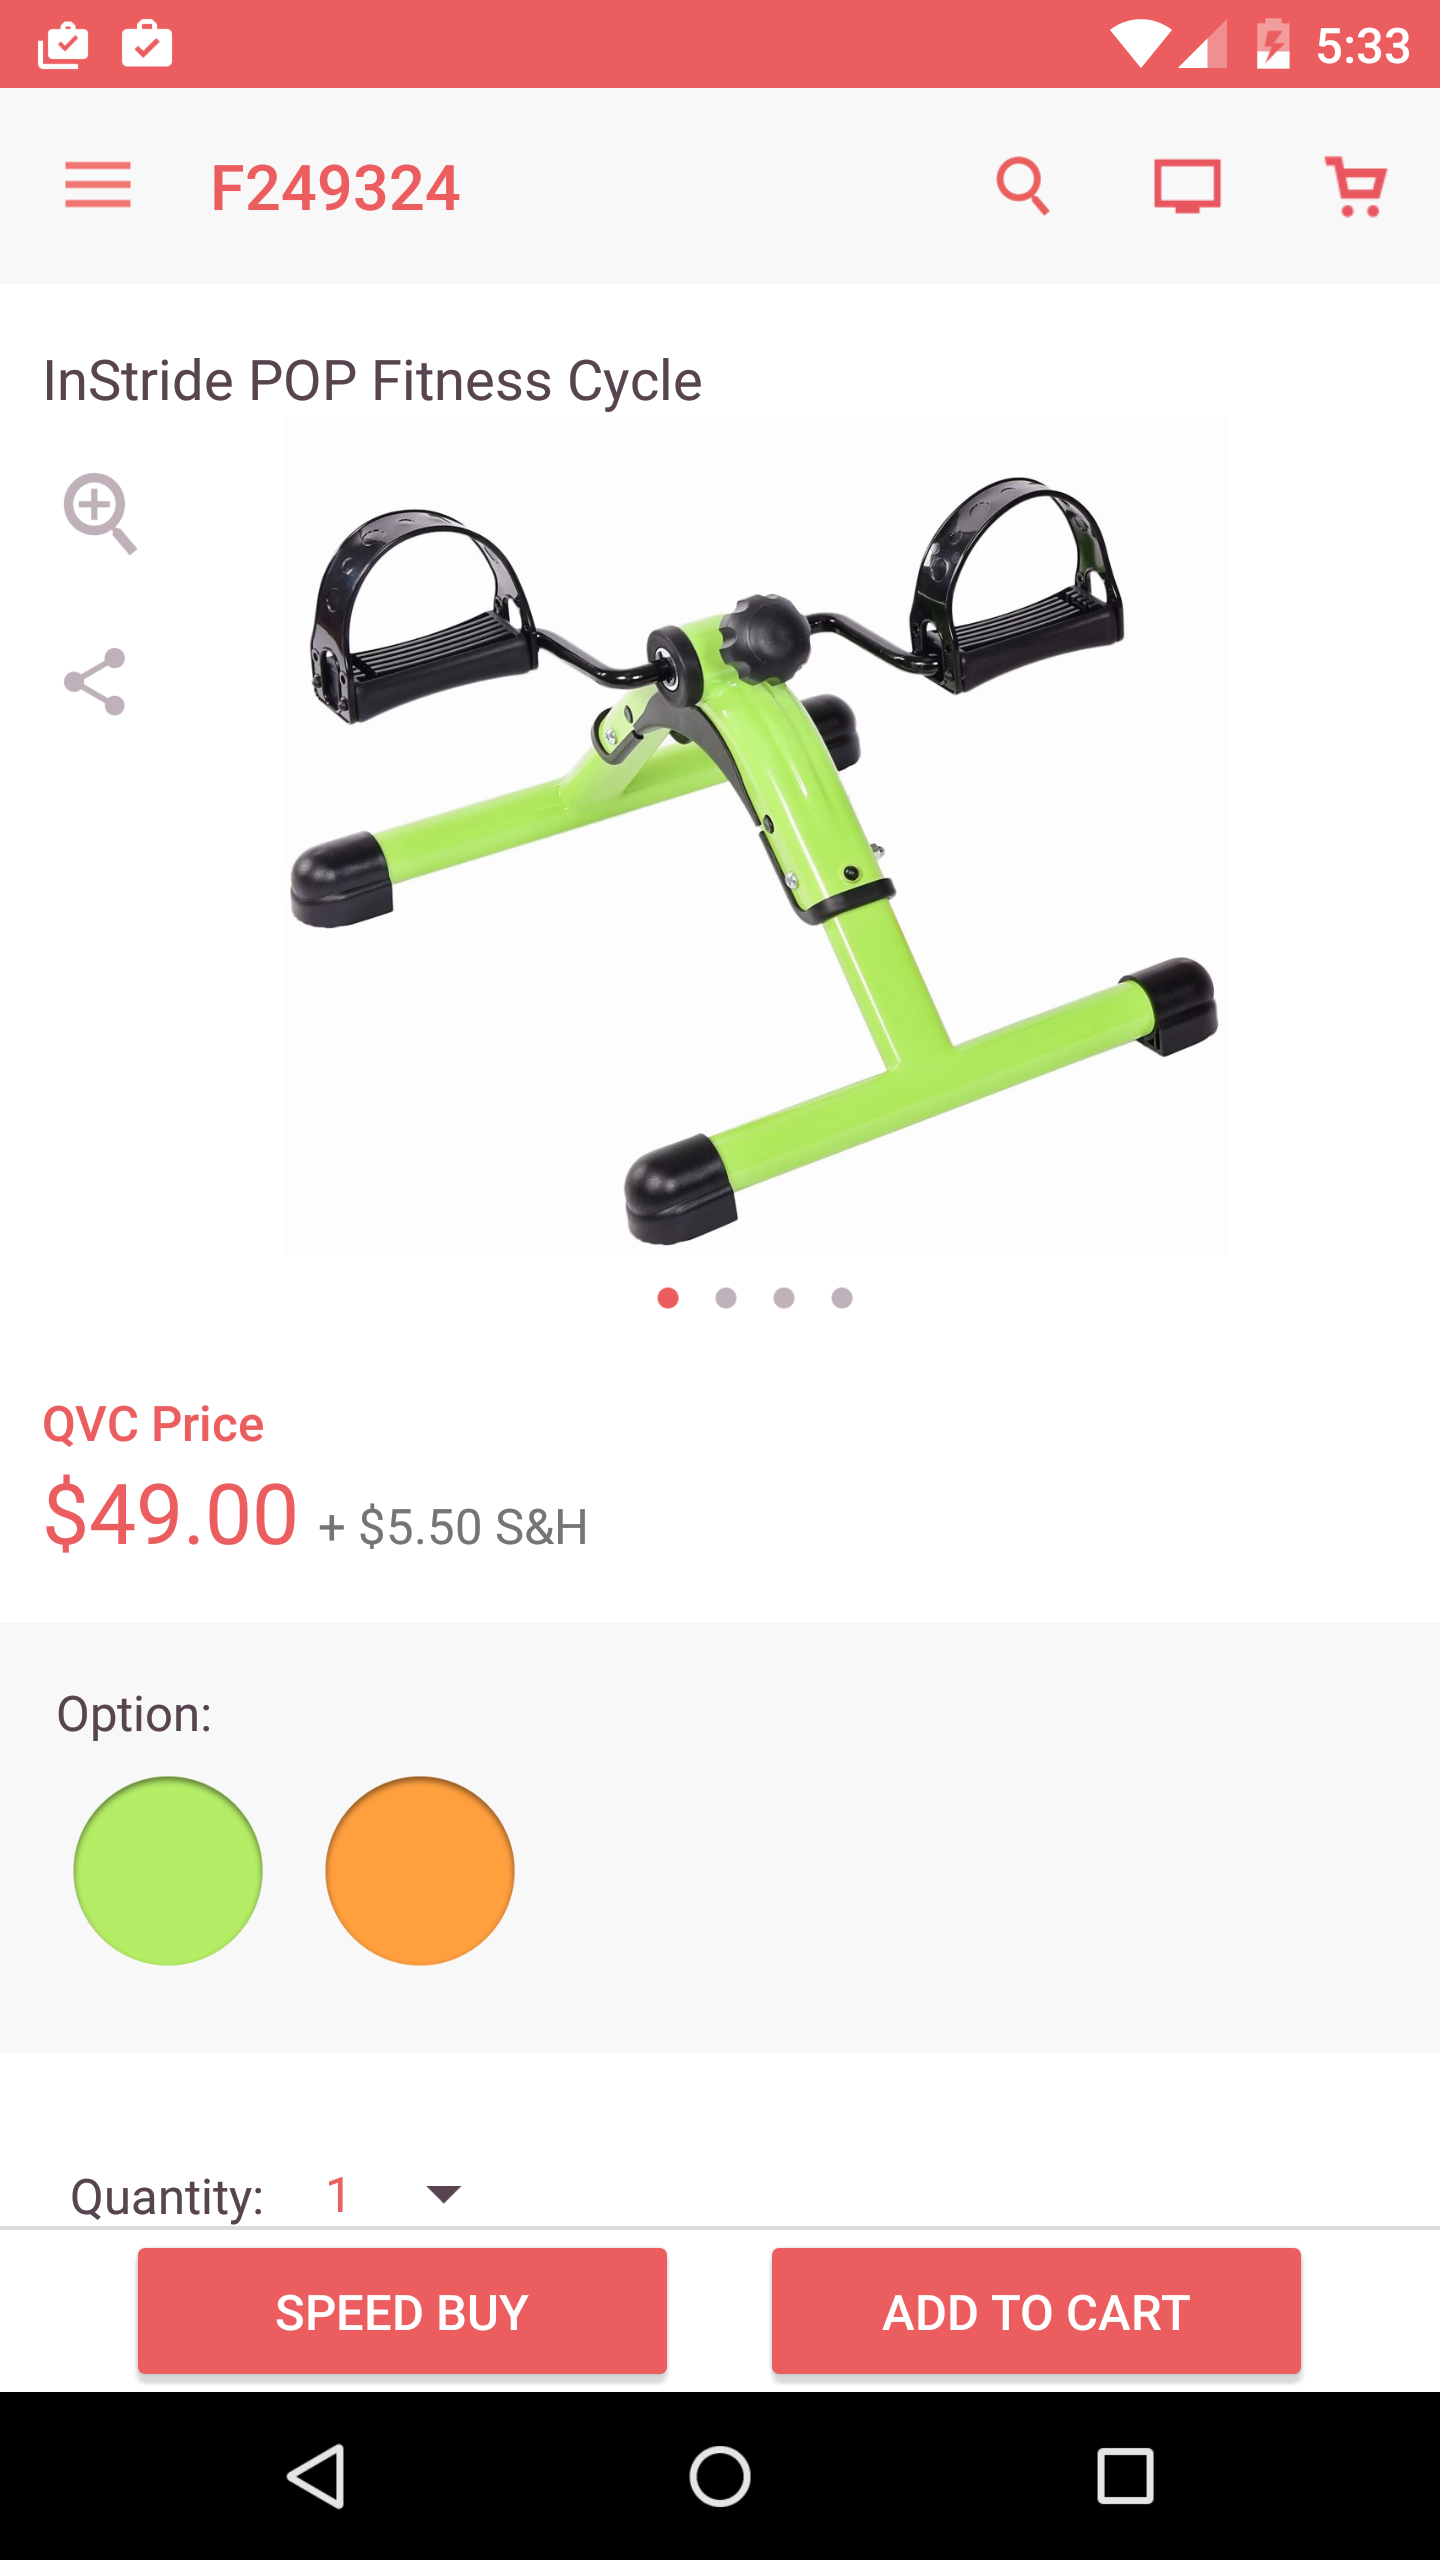 5:33
F249324
InStride POP Fitness Cycle
QVC Price
$49.00 + $5.50 S&H
Option:
Quantity: 1
SPEED BUY
ADD TO CART